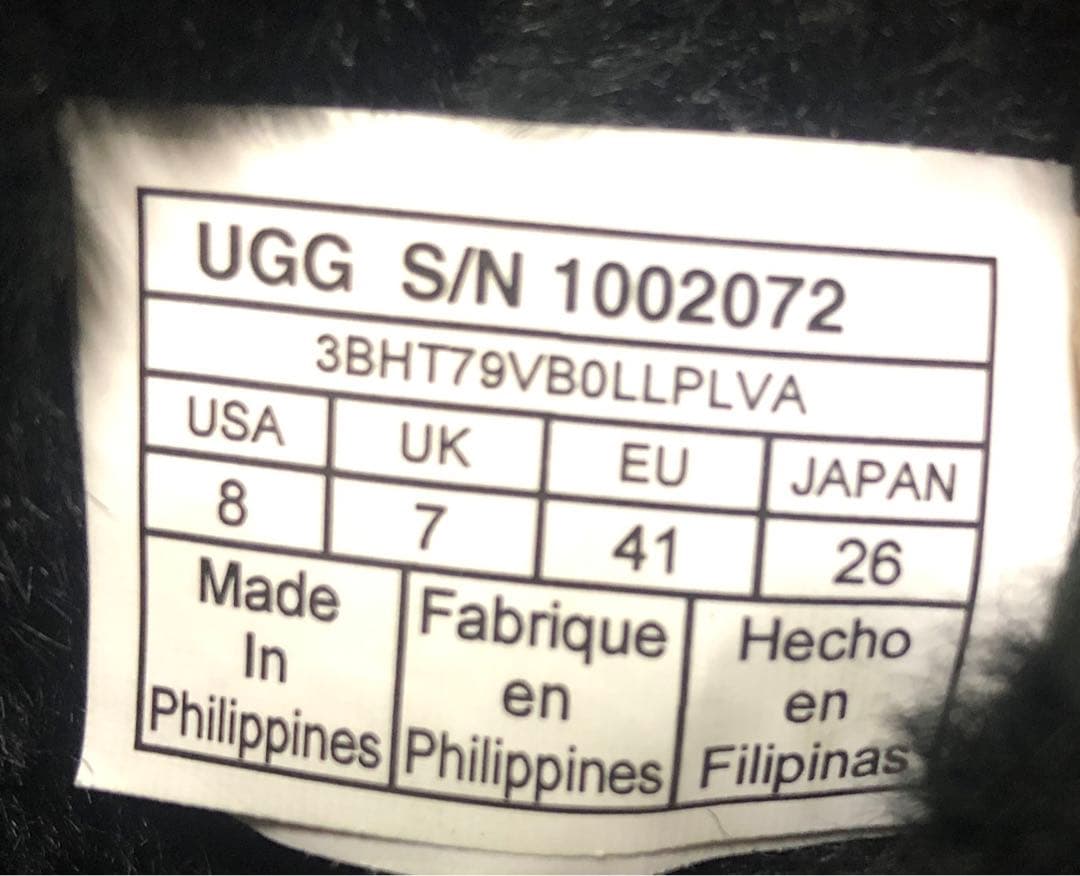 UGG S/N 1002072
3BHT79VB0LLPLVA
USA UK EU JAPAN
8 7 41 26
Made
In
Philippines
Fabrique
en
Philippines
Hecho
en
Filipinas